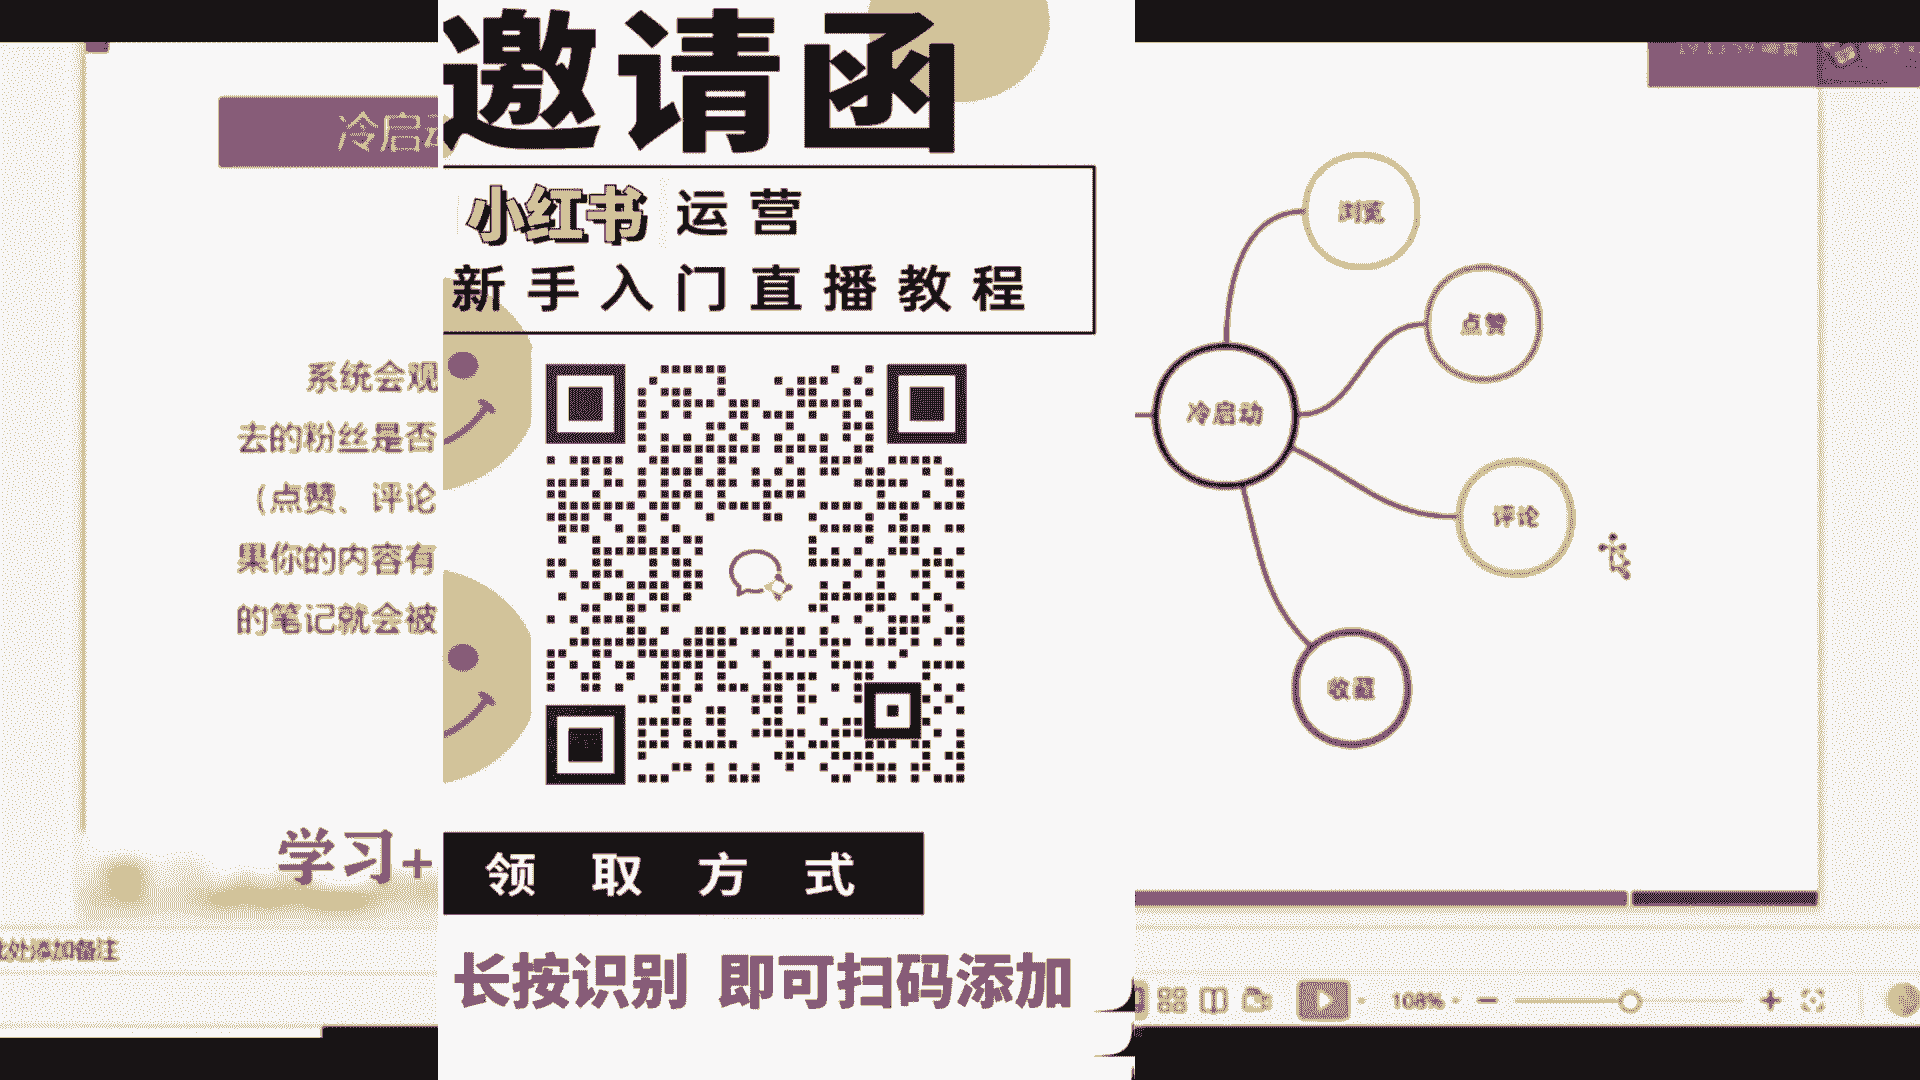 邀请函
小红书 运营
新手入门直播教程
领取方式
长按识别 即可扫码添加
冷启动
系统会观
去的粉丝是否
（点赞、评论
果你的内容有
的笔记就会被
学习+
此处添加备注
浏览
点赞
冷启动
评论
收藏
108%